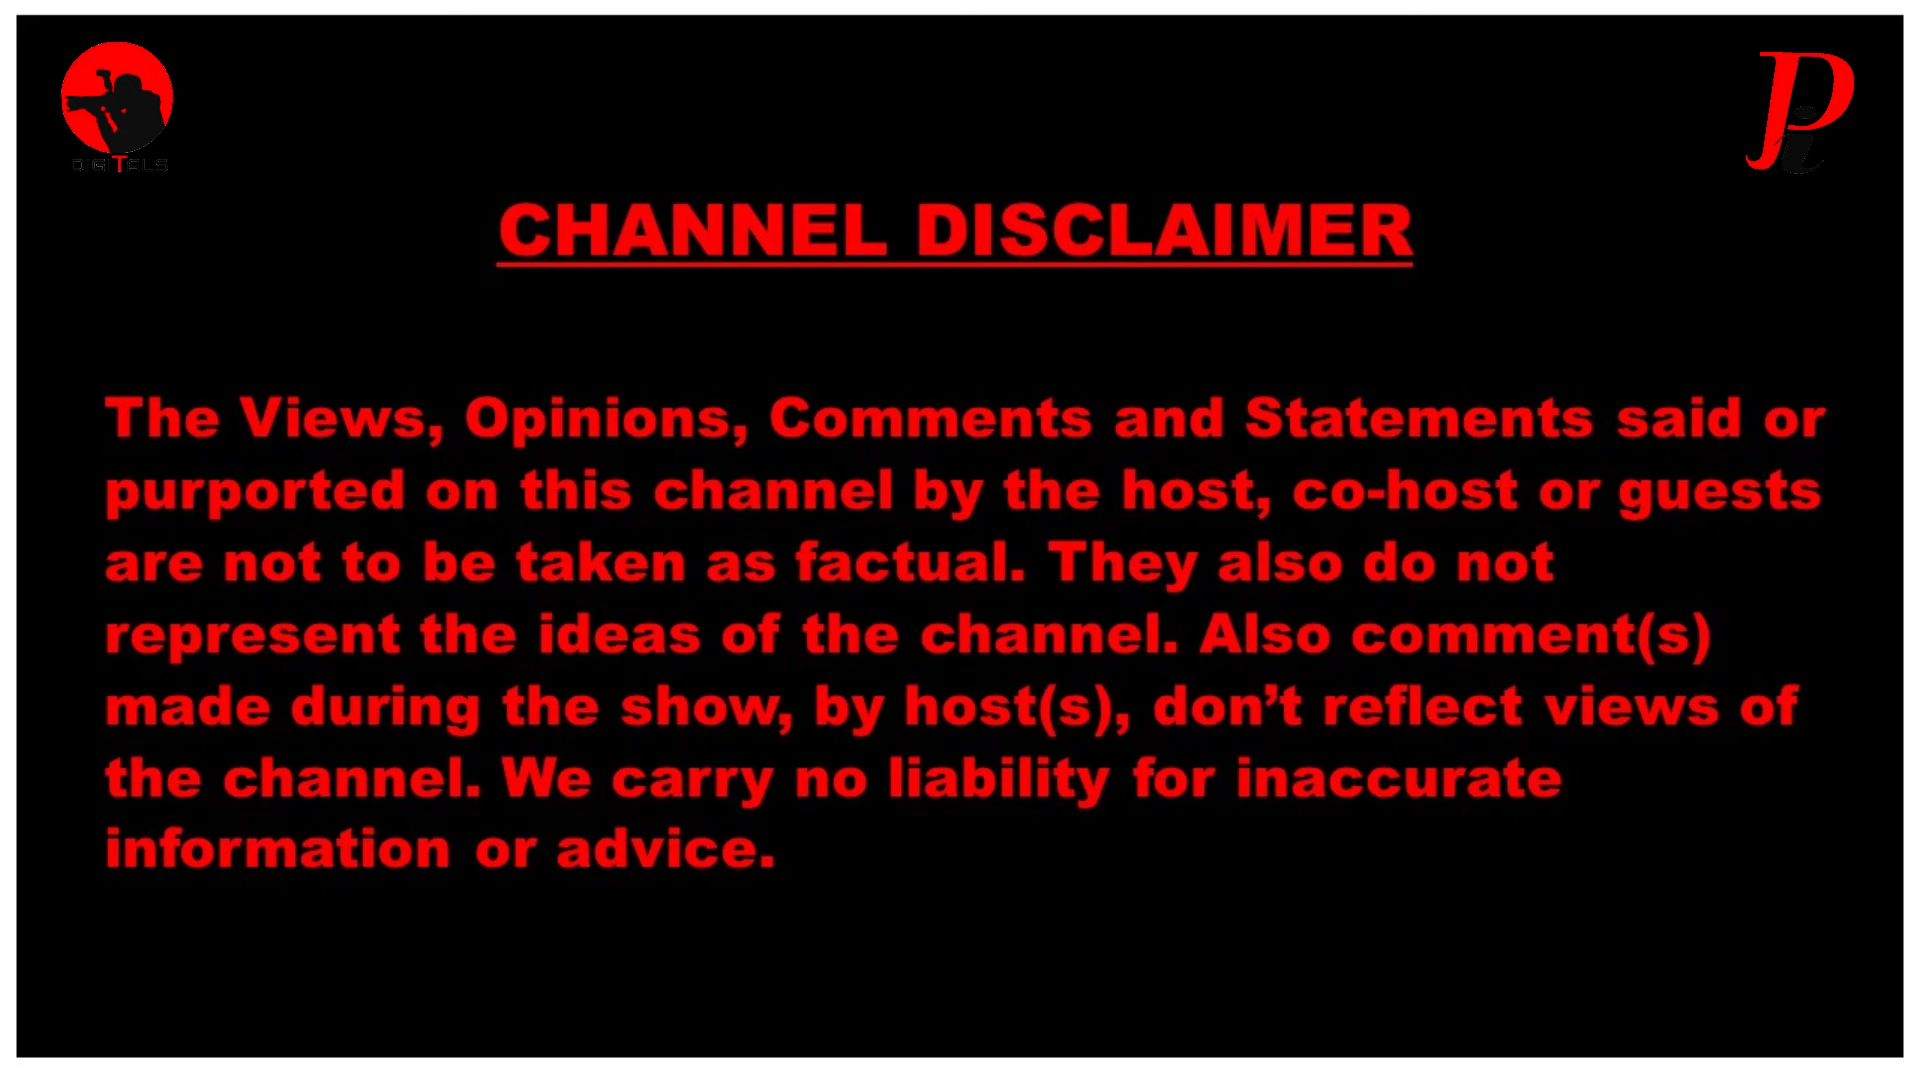 DIGITELS
CHANNEL DISCLAIMER
The Views, Opinions, Comments and Statements said or
purported on this channel by the host, co-host or guests
are not to be taken as factual. They also do not
represent the ideas of the channel. Also comment(s)
made during the show, by host(s), don’t reflect views of
the channel. We carry no liability for inaccurate
information or advice.